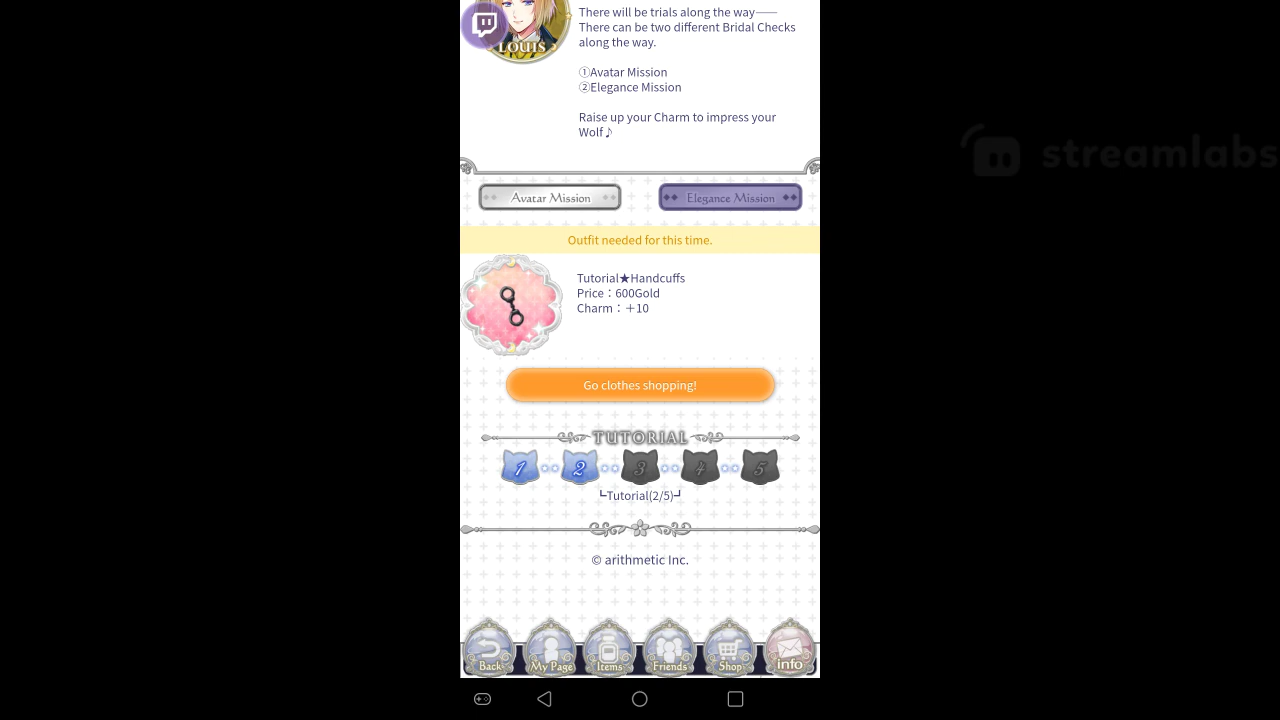 There will be trials along the way——
There can be two different Bridal Checks
along the way.
LOUIS
①Avatar Mission
②Elegance Mission
Raise up your Charm to impress your
Wolf♪
streamlabs
Avatar Mission
Elegance Mission
Outfit needed for this time.
Tutorial★Handcuffs
Price：600Gold
Charm：＋10
Go clothes shopping!
TUTORIAL
1 2 3 4 5
┗Tutorial(2/5)┛
© arithmetic Inc.
Back My Page Items Friends Shop info